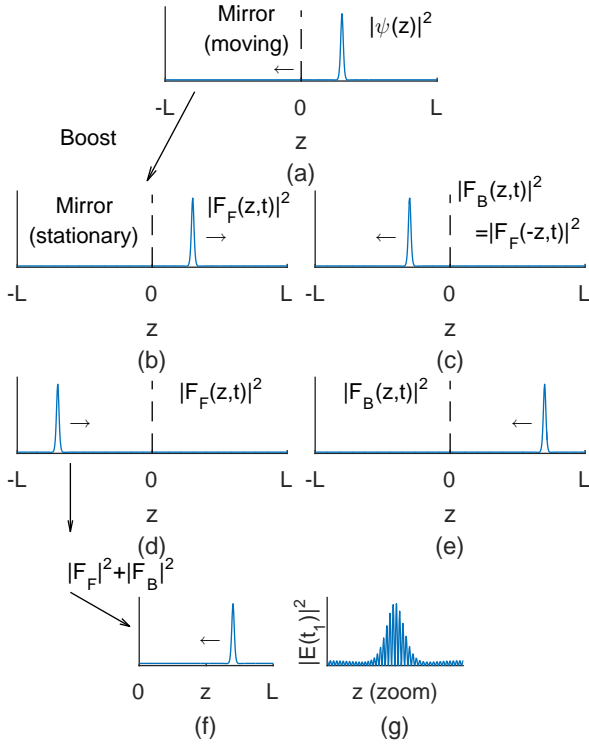 Mirror
(moving)
|ψ(z)|²
←
-L 0 L
z
(a)
Boost
Mirror
(stationary)
|F_F(z,t)|²
→
-L 0 L
z
(b)
|F_B(z,t)|²
=|F_F(-z,t)|²
←
-L 0 L
z
(c)
|F_F(z,t)|²
→
-L 0 L
z
(d)
|F_B(z,t)|²
←
-L 0 L
z
(e)
|F_F|²+|F_B|²
←
0 z L
(f)
|E(t₁)|²
z (zoom)
(g)